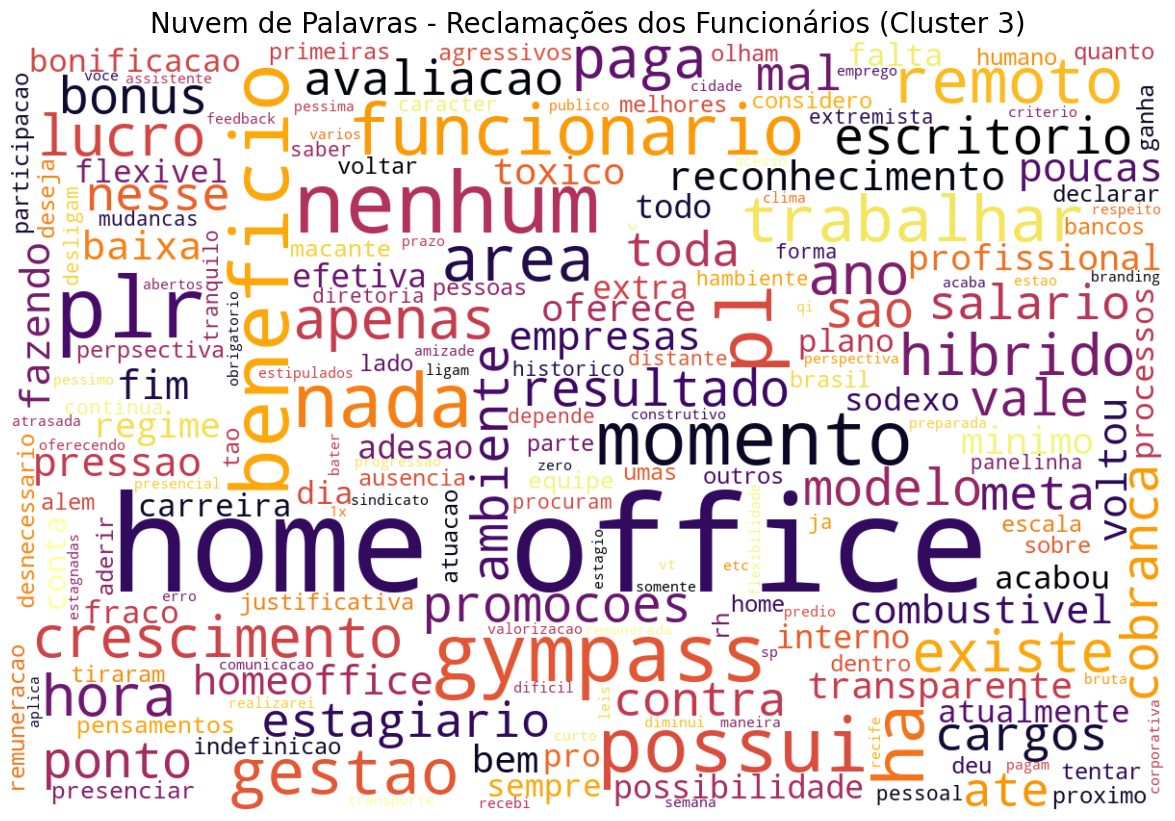 Nuvem de Palavras - Reclamações dos Funcionários (Cluster 3)
bonificacao
primeiras
agressivos
paga
olham
falta
humano
quanto
voce
assistente
avaliacao
mal
emprego
remoto
cidade
bonus
pessima
caracter
publico
melhores
considero
criterio
feedback
extremista
lucro
varios
funcionario
escritorio
ganha
participacao
saber
beneficio
voltar
toxico
acesso
reconhecimento
poucas
flexivel
deseja
nesse
nenhum
todo
clima
trabalhar
declarar
respeito
mudancas
desligam
bancos
baixa
macante
prazo
area
toda
forma
profissional
tranquilo
efetiva
pessoas
hambiente
ano
acaba
estao
branding
fazendo
plr
abertos
diretoria
extra
oferece
pl
qi
sao
salario
obrigatorio
apenas
empresas
plano
perpsectiva
lado
amizade
ligam
historico
distante
perspectiva
hibrido
processos
pessimo
fim
estipulados
nada
ambiente
resultado
brasil
sodexo
vale
continua
atrasada
regime
depende
construtivo
preparada
minimo
oferecendo
tao
bater
adesao
parte
momento
voltou
pressao
progressao
zero
panelinha
desnecessario
presencial
ausencia
equipe
umas
outros
modelo
meta
cobranca
alem
carreira
dia
1x
sindicato
procuram
ja
escala
aderir
conta
home office
atuacao
estagio
flexibilidade
sobre
estagnadas
vt
etc
somente
acabou
erro
fraco
justificativa
promocoes
rh
home
predio
combustivel
crescimento
valorizacao
remunerada
interno
existe
remuneracao
tiraram
comunicacao
homeoffice
gympass
sp
dentro
bruta
aplica
hora
realizarei
dificil
leis
contra
transparente
corporativa
pensamentos
estagiario
diminui
maneira
recife
ha
atualmente
indefinicao
curto
cargos
ponto
gestao
bem
pro
possui
deu
pagam
tentar
presenciar
sempre
possibilidade
pessoal
ate
proximo
transporte
recebi
semana
c